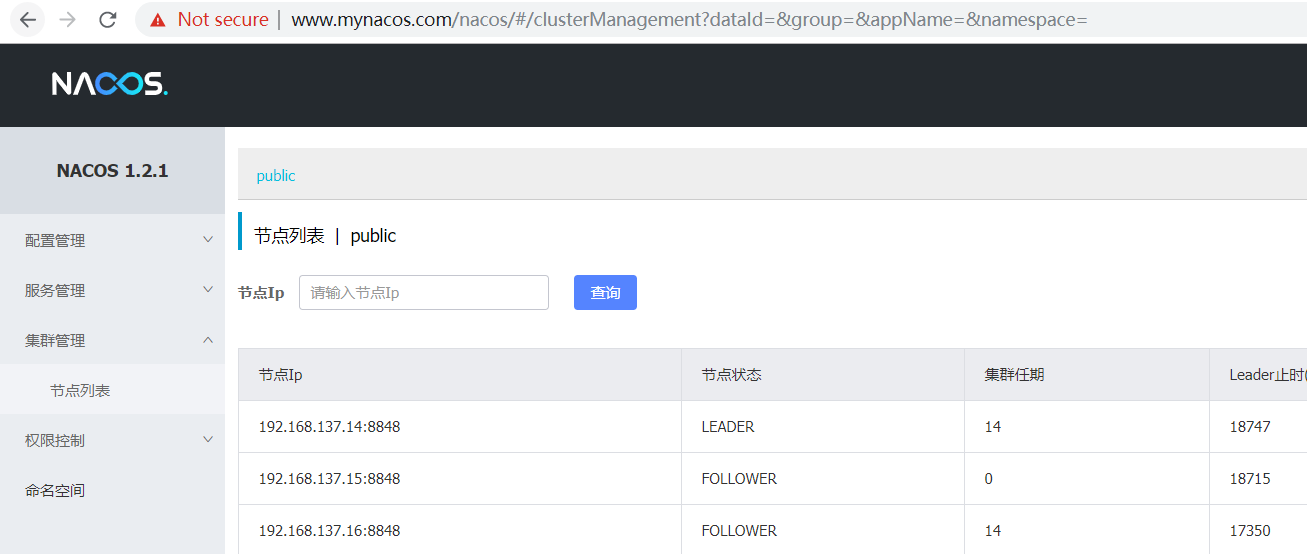 Not secure | www.mynacos.com/nacos/#/clusterManagement?dataId=&group=&appName=&namespace=
NACOS.
NACOS 1.2.1
配置管理
服务管理
集群管理
节点列表
权限控制
命名空间
public
节点列表 | public
节点Ip 请输入节点Ip 查询
节点Ip 节点状态 集群任期 Leader止时(
192.168.137.14:8848 LEADER 14 18747
192.168.137.15:8848 FOLLOWER 0 18715
192.168.137.16:8848 FOLLOWER 14 17350